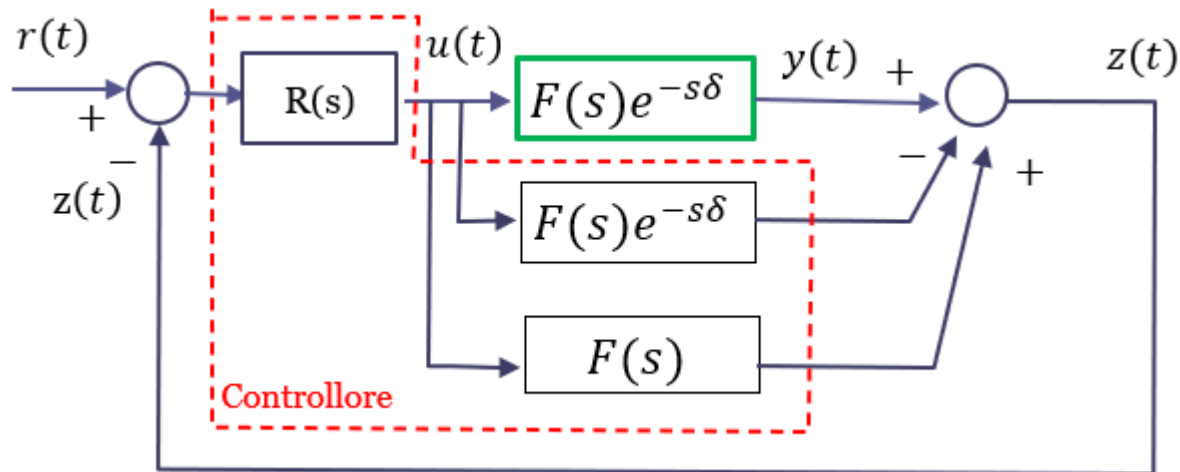 r(t)
+
−
z(t)
R(s)
u(t)
F(s)e^{−sδ}
y(t)
+
z(t)
F(s)e^{−sδ}
−
+
F(s)
Controllore